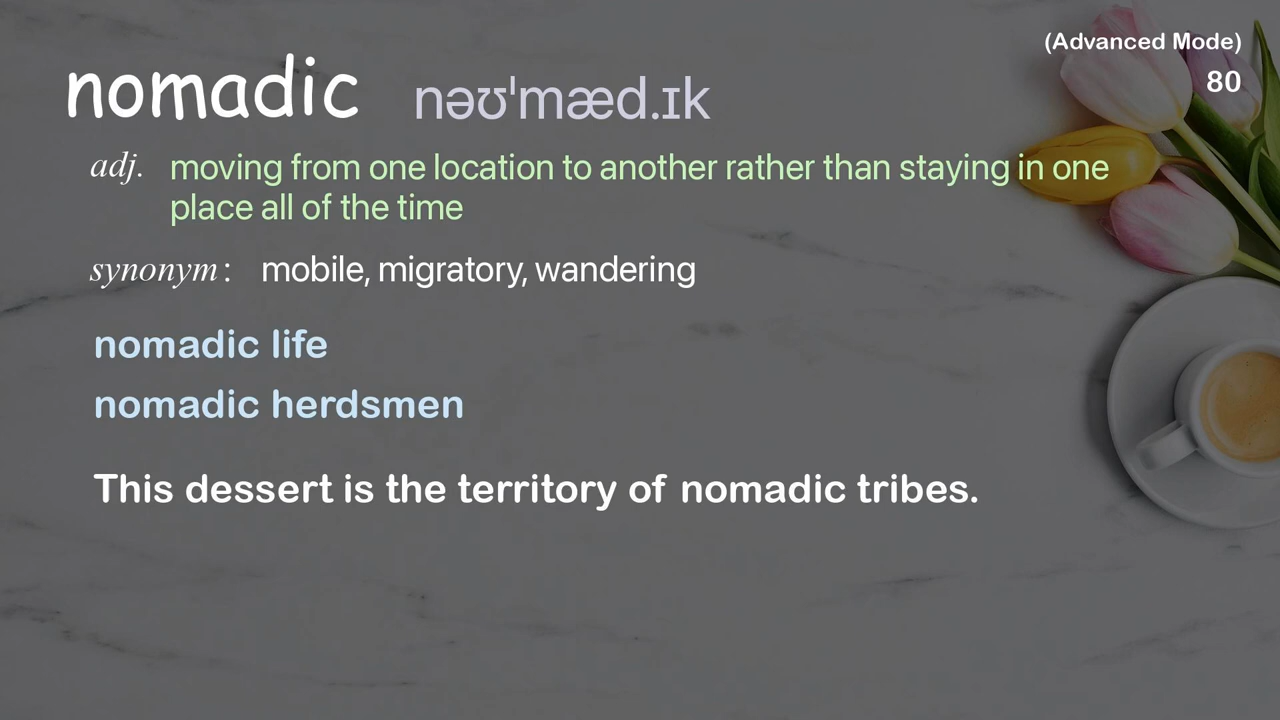 (Advanced Mode)
80
nomadic nəʊˈmæd.ɪk
adj. moving from one location to another rather than staying in one
place all of the time
synonym: mobile, migratory, wandering
nomadic life
nomadic herdsmen
This dessert is the territory of nomadic tribes.